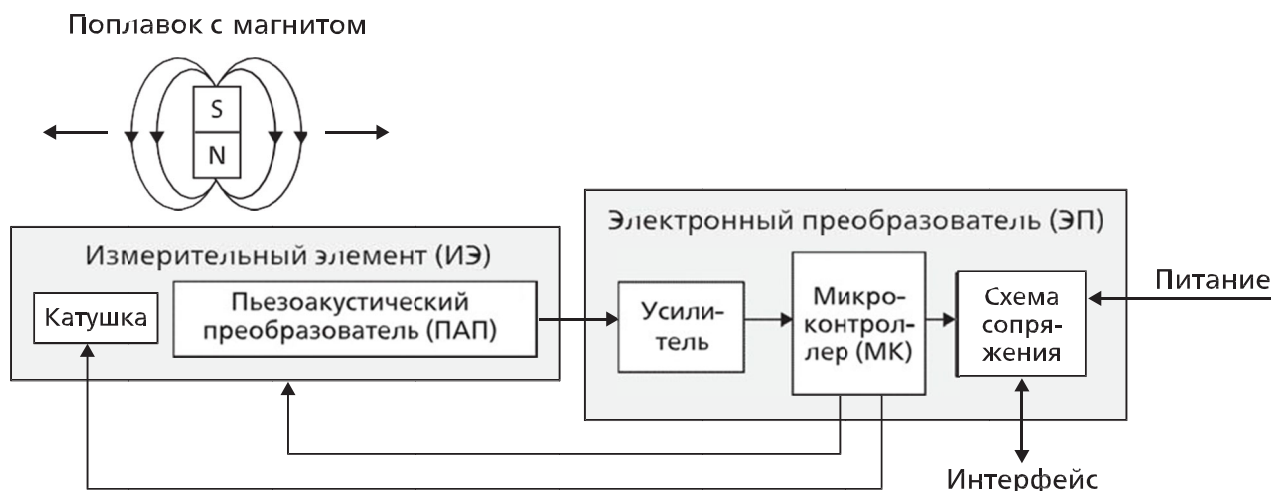 Поплавок с магнитом
S
N
Измерительный элемент (ИЭ)
Катушка
Пьезоакустический
преобразователь (ПАП)
Электронный преобразователь (ЭП)
Усили-
тель
Микро-
контрол-
лер (МК)
Схема
сопря-
жения
Питание
Интерфейс